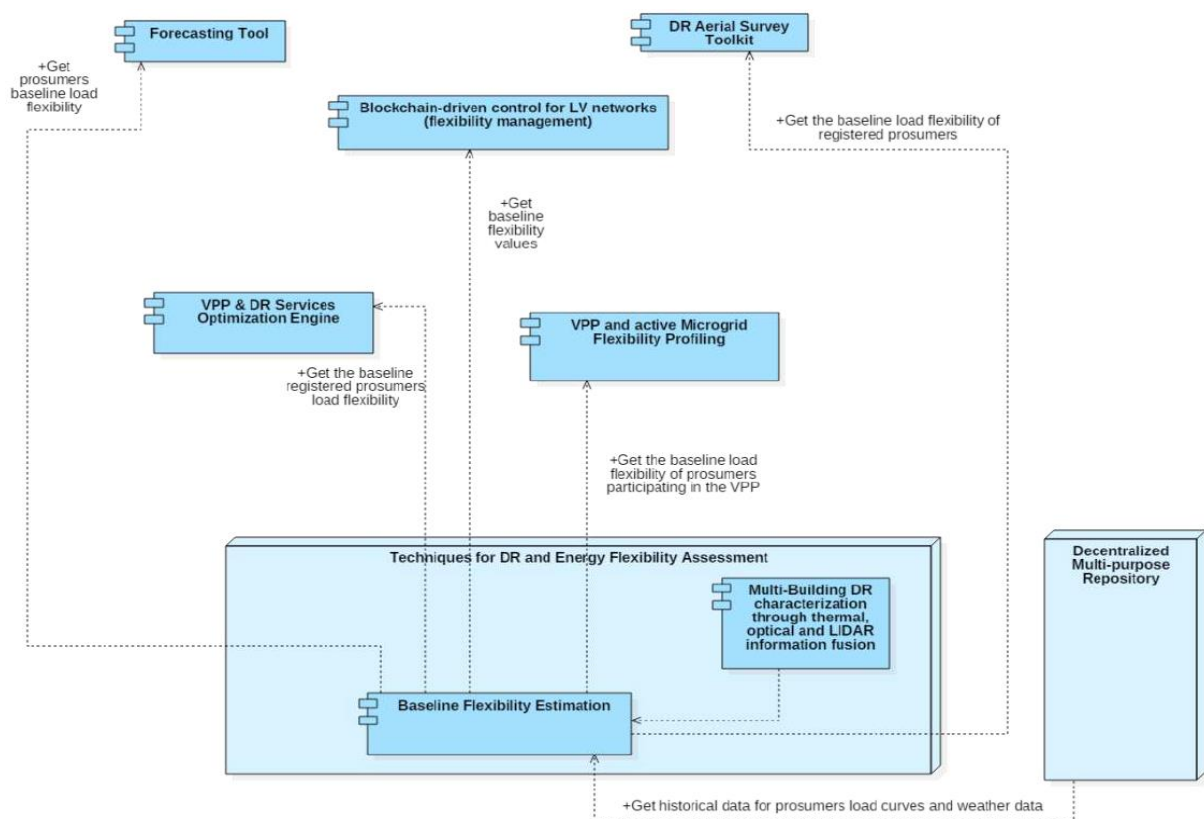 Forecasting Tool
DR Aerial Survey
Toolkit
+Get
prosumers
baseline load
flexibility
Blockchain-driven control for LV networks
(flexibility management)
+Get the baseline load flexibility of
registered prosumers
+Get
baseline
flexibility
values
VPP & DR Services
Optimization Engine
VPP and active Microgrid
Flexibility Profiling
+Get the baseline
registered prosumers
load flexibility
+Get the baseline load
flexibility of prosumers
participating in the VPP
Techniques for DR and Energy Flexibility Assessment
Decentralized
Multi-purpose
Repository
Multi-Building DR
characterization
through thermal,
optical and LIDAR
information fusion
Baseline Flexibility Estimation
+Get historical data for prosumers load curves and weather data